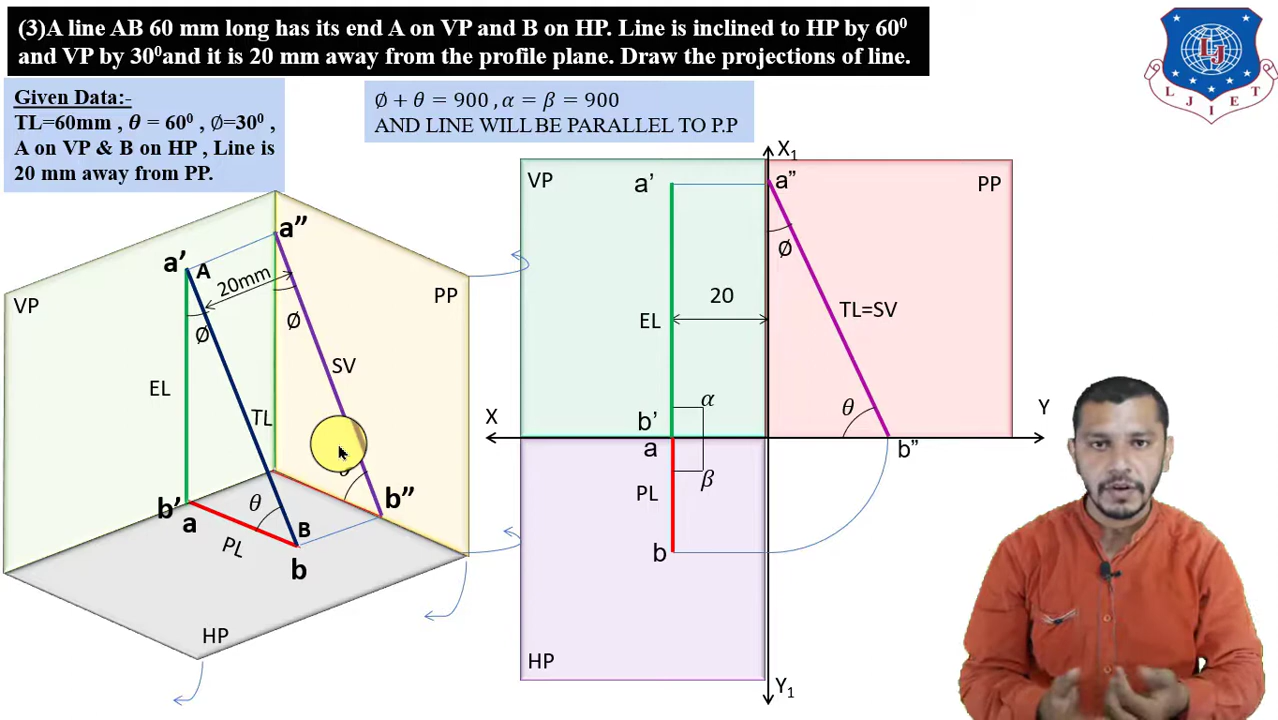 (3)A line AB 60 mm long has its end A on VP and B on HP. Line is inclined to HP by 60⁰
and VP by 30⁰and it is 20 mm away from the profile plane. Draw the projections of line.
Given Data:-
TL=60mm , θ = 60⁰ , Ø=30⁰ ,
A on VP & B on HP , Line is
20 mm away from PP.
Ø + θ = 900 , α = β = 900
AND LINE WILL BE PARALLEL TO P.P
LJIET
VP
a'
A
a”
20mm
PP
Ø
Ø
EL
SV
TL
b'
a
θ
B
b”
PL
b
HP
X₁
VP
a'
a”
PP
Ø
20
EL
TL=SV
X
b'
α
θ
Y
a
b”
PL
β
b
HP
Y₁